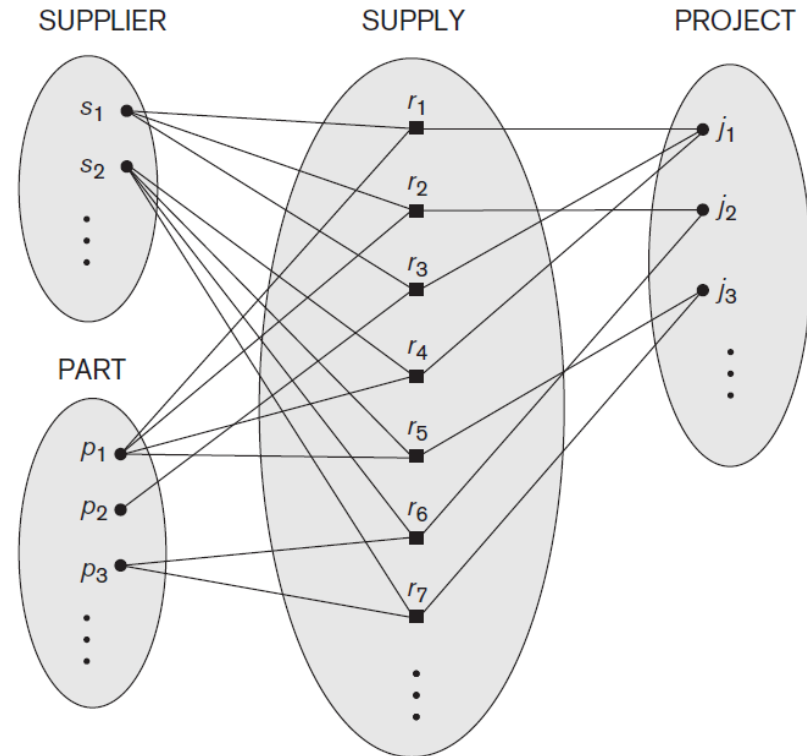 SUPPLIER
s1
s2
PART
p1
p2
p3
SUPPLY
r1
r2
r3
r4
r5
r6
r7
PROJECT
j1
j2
j3